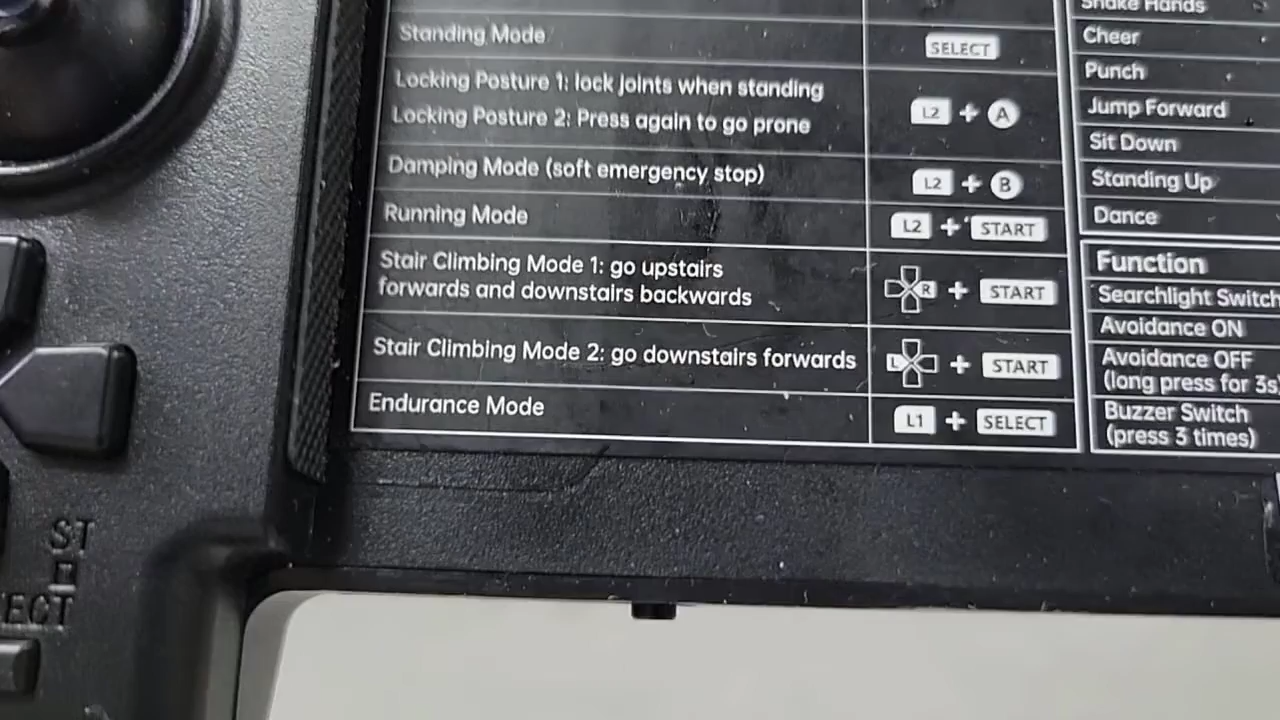 Standing Mode
SELECT
Locking Posture 1: lock joints when standing
Locking Posture 2: Press again to go prone
L2 + A
Damping Mode (soft emergency stop)
L2 + B
Running Mode
L2 + START
Stair Climbing Mode 1: go upstairs
forwards and downstairs backwards
R + START
Stair Climbing Mode 2: go downstairs forwards
L + START
Endurance Mode
L1 + SELECT
Shake Hands
Cheer
Punch
Jump Forward
Sit Down
Standing Up
Dance
Function
Searchlight Switch
Avoidance ON
Avoidance OFF
(long press for 3s)
Buzzer Switch
(press 3 times)
ST
ECT